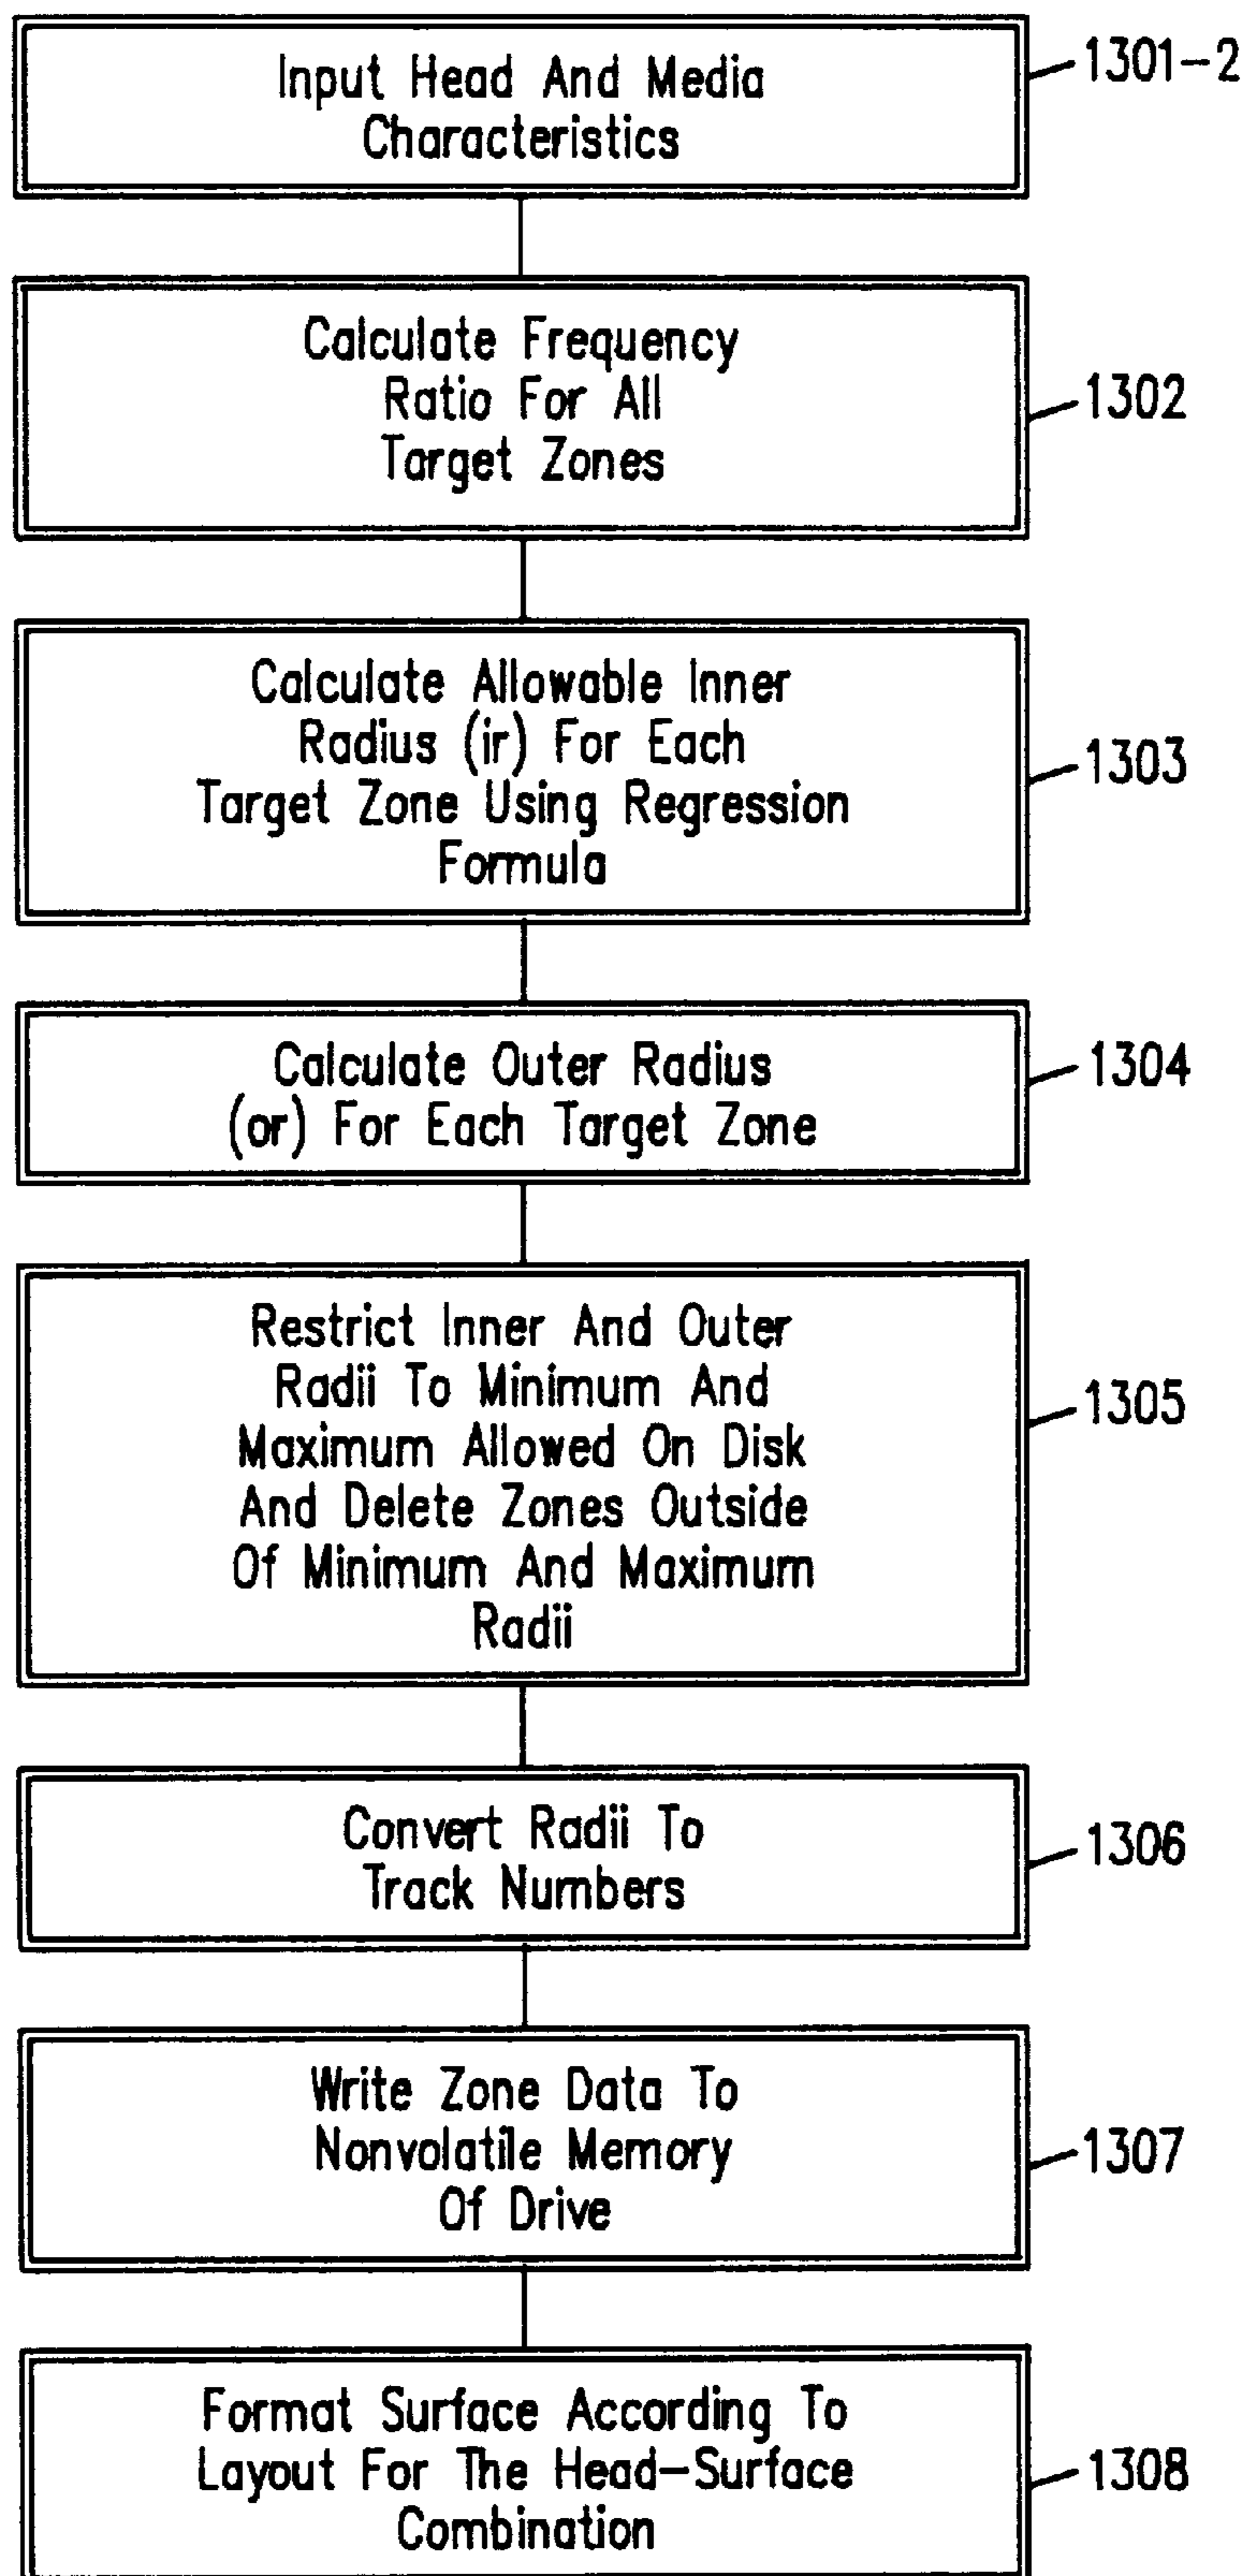 Input Head And Media
Characteristics
1301-2
Calculate Frequency
Ratio For All
Target Zones
1302
Calculate Allowable Inner
Radius (ir) For Each
Target Zone Using Regression
Formula
1303
Calculate Outer Radius
(or) For Each Target Zone
1304
Restrict Inner And Outer
Radii To Minimum And
Maximum Allowed On Disk
And Delete Zones Outside
Of Minimum And Maximum
Radii
1305
Convert Radii To
Track Numbers
1306
Write Zone Data To
Nonvolatile Memory
Of Drive
1307
Format Surface According To
Layout For The Head-Surface
Combination
1308